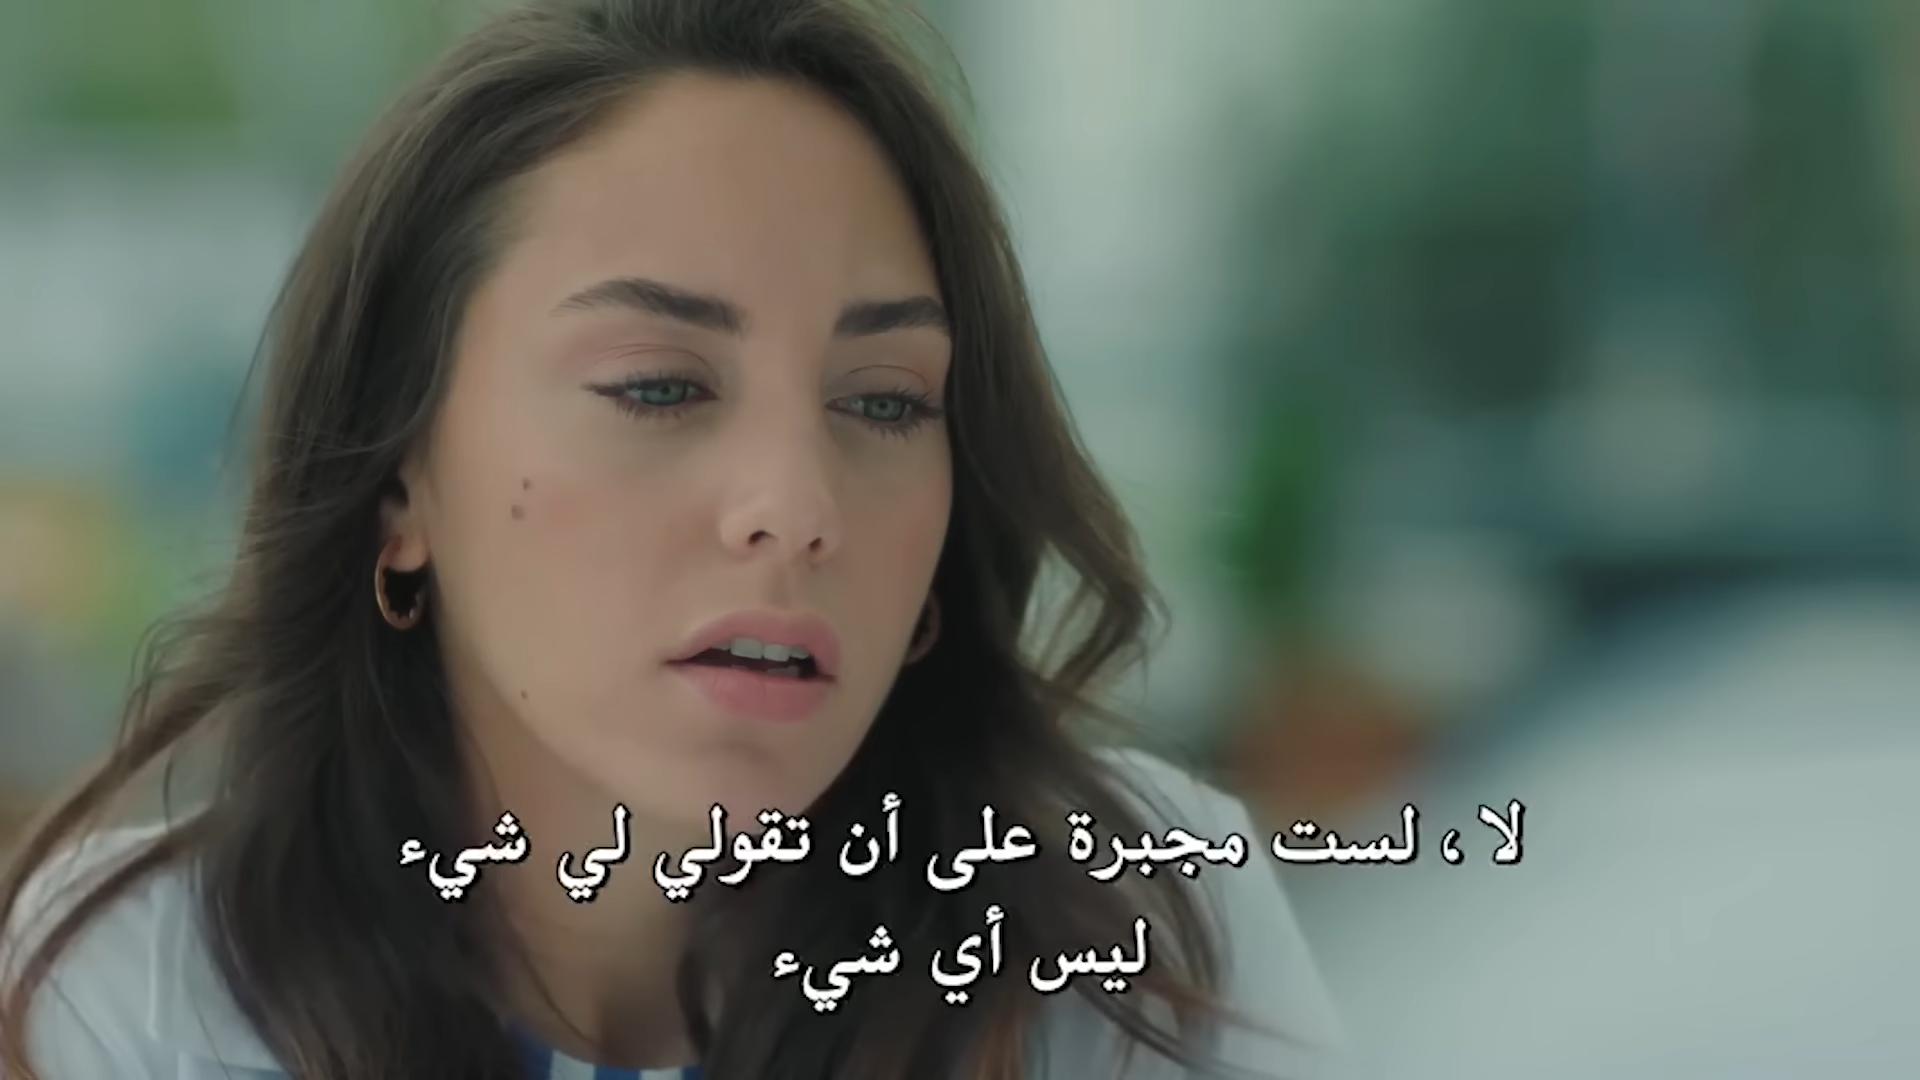 لا ، لست مجبرة على أن تقولي لي شيء
ليس أي شيء